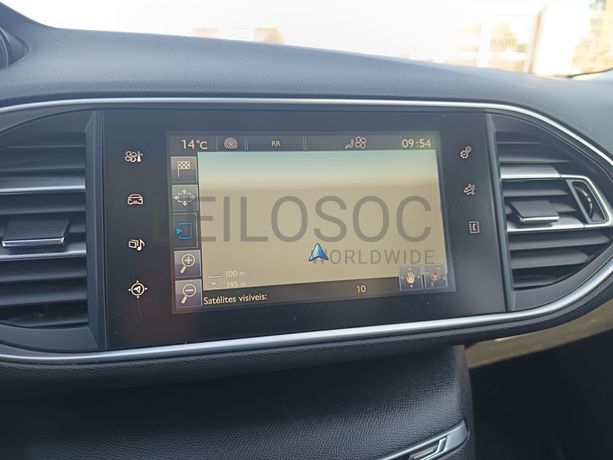 14°C RR 09:54
LEILOSOC®
WORLDWIDE
100 m
195 m
Satélites visíveis: 10